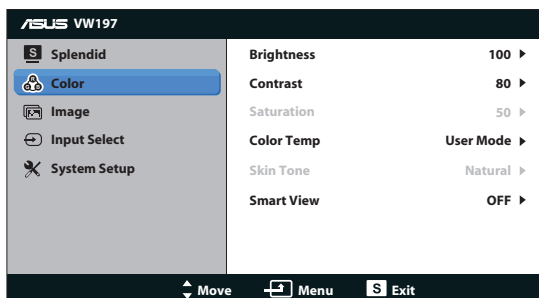 ASUS VW197
S Splendid
Color
Image
Input Select
System Setup
Brightness 100
Contrast 80
Saturation 50
Color Temp User Mode
Skin Tone Natural
Smart View OFF
Move Menu S Exit